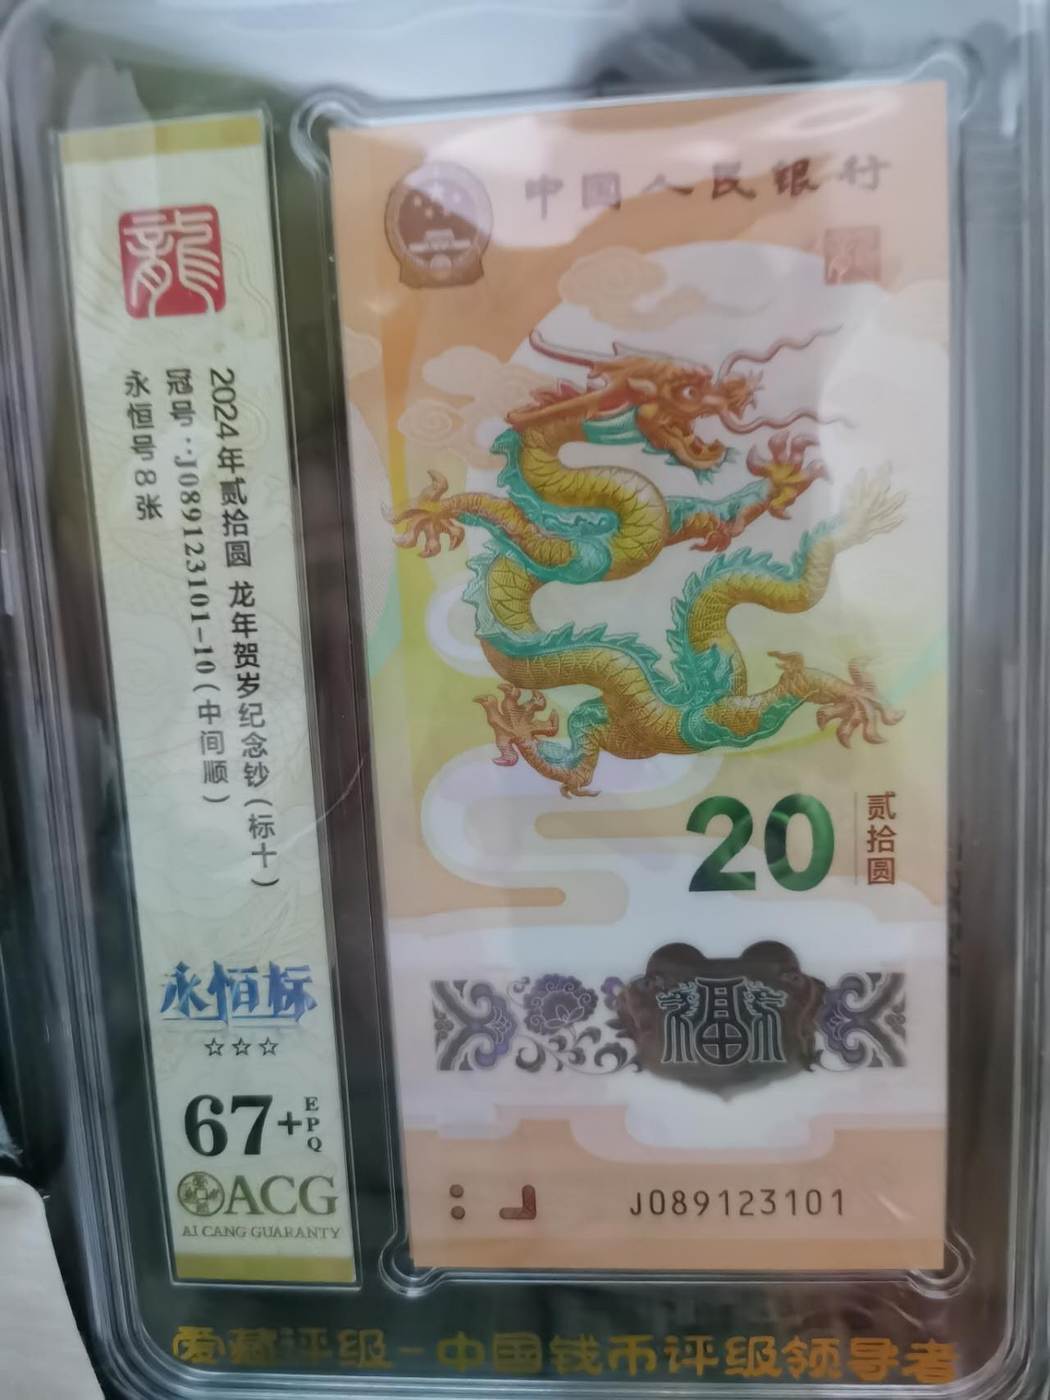 龍
2024年贰拾圆 龙年贺岁纪念钞(标十)
冠号:J089123101-10(中间顺)
永恒号8张
永恒标
☆☆☆
67+
EPQ
ACG
AI CANG GUARANTY
中国人民银行
20
贰拾圆
福
J089123101
爱藏评级-中国钱币评级领导者